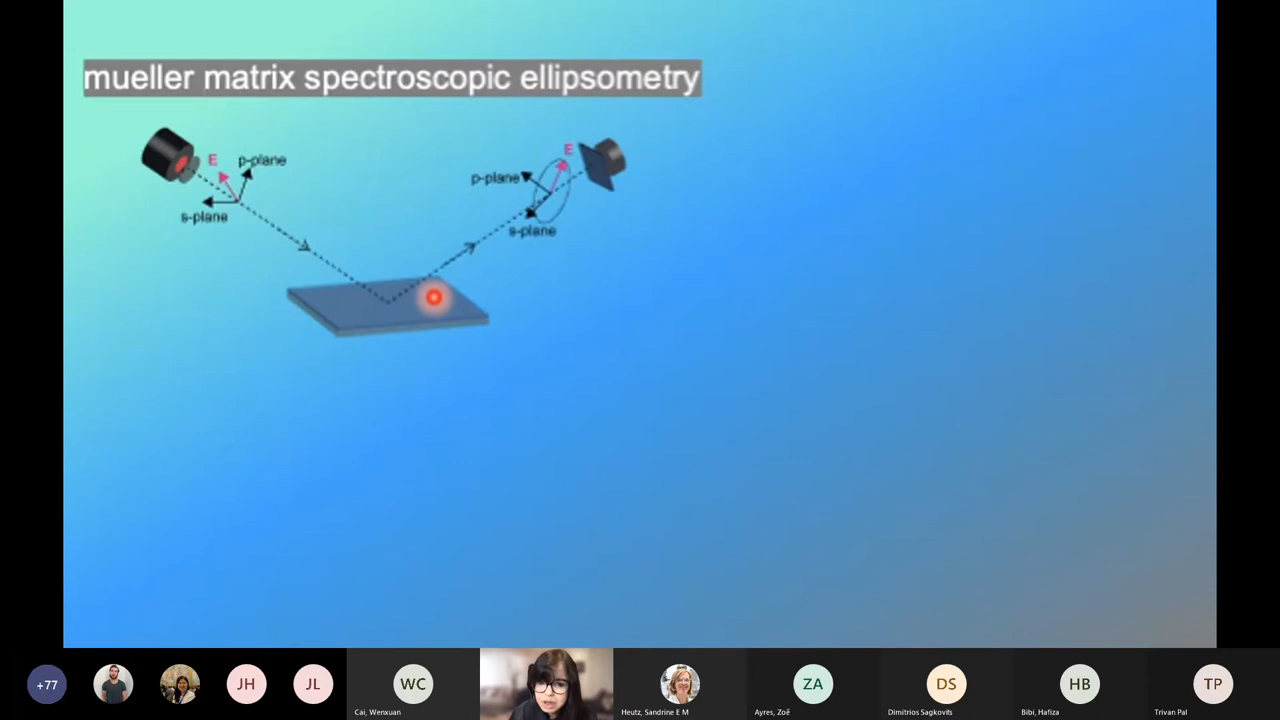 mueller matrix spectroscopic ellipsometry
E
p-plane
s-plane
E
p-plane
s-plane
+77
JH
JL
WC
Cai, Wenxuan
Heutz, Sandrine E M
ZA
Ayres, Zoë
DS
Dimitrios Sagkovits
HB
Bibi, Hafiza
TP
Trivan Pal